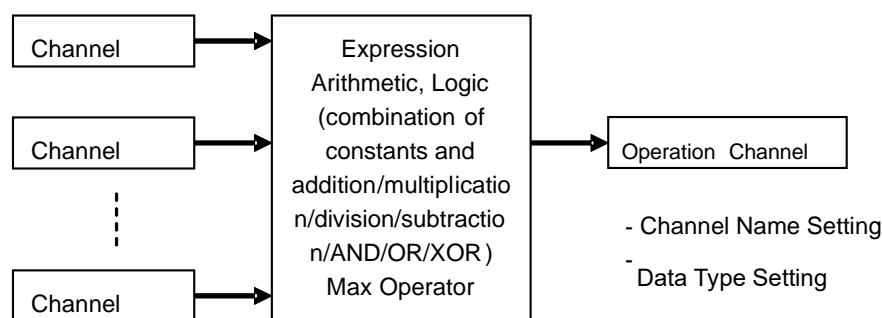 Channel
Channel
Channel
Expression
Arithmetic, Logic
(combination of
constants and
addition/multiplicatio
n/division/subtractio
n/AND/OR/XOR)
Max Operator
Operation Channel
- Channel Name Setting
-
Data Type Setting